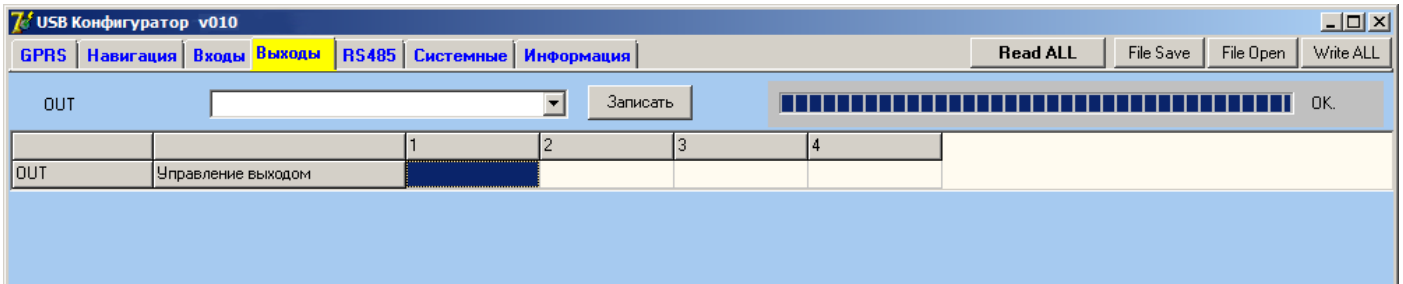 USB Конфигуратор v010
GPRS Навигация Входы Выходы RS485 Системные Информация Read ALL File Save File Open Write ALL
OUT Записать OK.
1 2 3 4
OUT Управление выходом